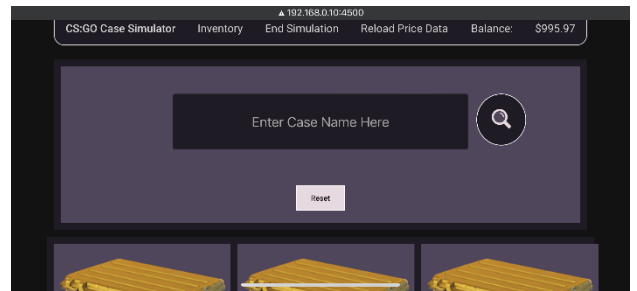 192.168.0.10:4500
CS:GO Case Simulator Inventory End Simulation Reload Price Data Balance: $995.97
Enter Case Name Here
Reset